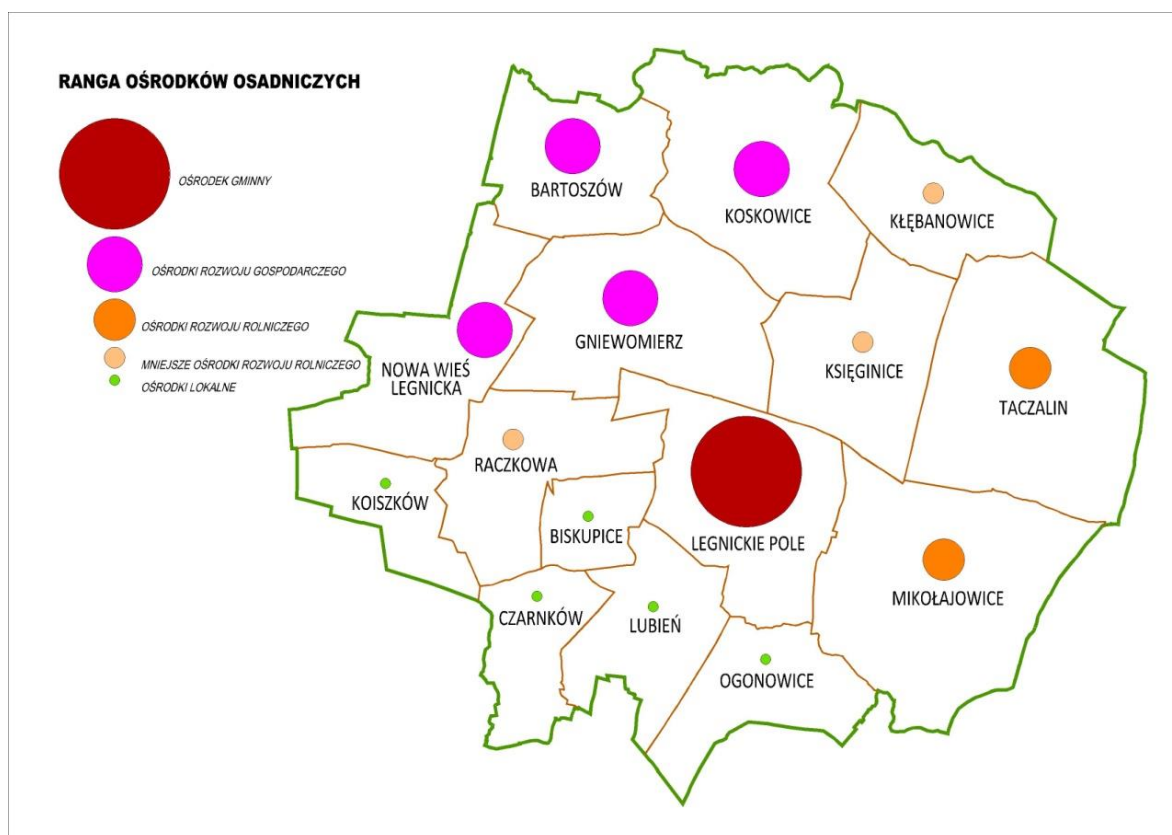 RANGA OŚRODKÓW OSADNICZYCH
OŚRODEK GMINNY
OŚRODKI ROZWOJU GOSPODARCZEGO
OŚRODKI ROZWOJU ROLNICZEGO
MNIEJSZE OŚRODKI ROZWOJU ROLNICZEGO
OŚRODKI LOKALNE
BARTOSZÓW
KOSKOWICE
KŁĘBANOWICE
GNIEWOMIERZ
KSIĘGINICE
NOWA WIEŚ
LEGNICKA
TACZALIN
RACZKOWA
KOISZKÓW
BISKUPICE
LEGNICKIE POLE
MIKOŁAJOWICE
CZARNKÓW
LUBIEŃ
OGONOWICE